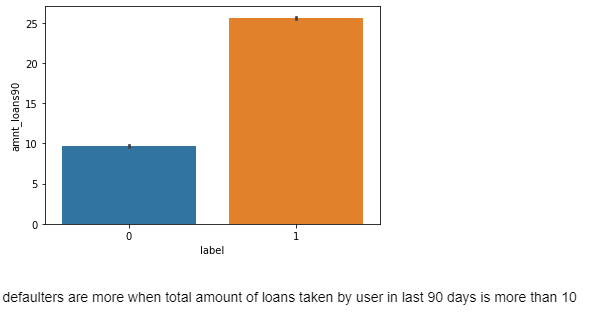 25
20
15
10
5
0
amnt_loans90
0 1
label
defaulters are more when total amount of loans taken by user in last 90 days is more than 10